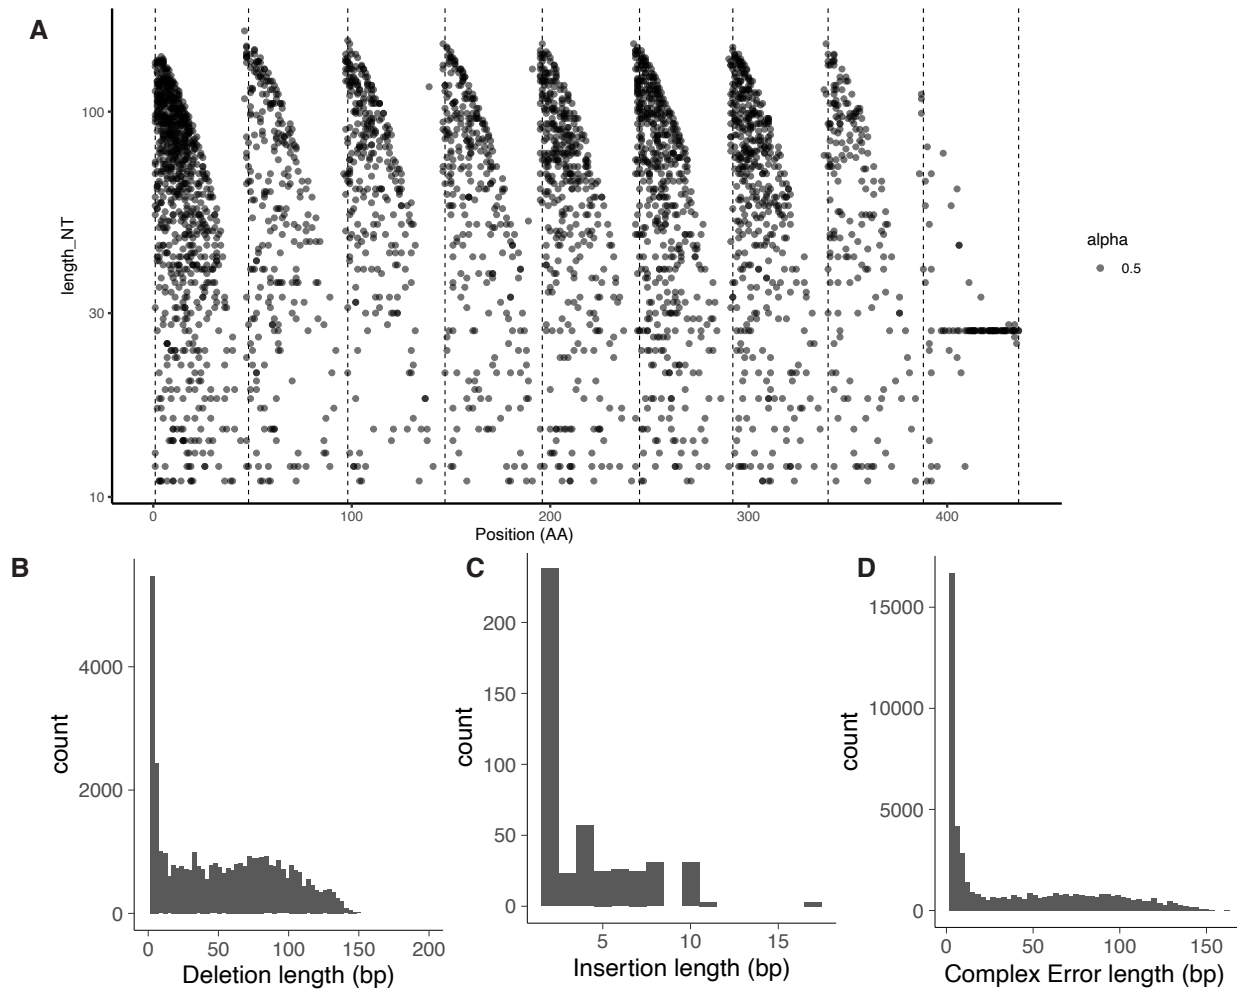 A
length_NT
100
30
10
0
100
200
300
400
Position (AA)
alpha
0.5
B
count
4000
2000
0
0
50
100
150
200
Deletion length (bp)
C
count
200
150
100
50
0
5
10
15
Insertion length (bp)
D
count
15000
10000
5000
0
0
50
100
150
Complex Error length (bp)